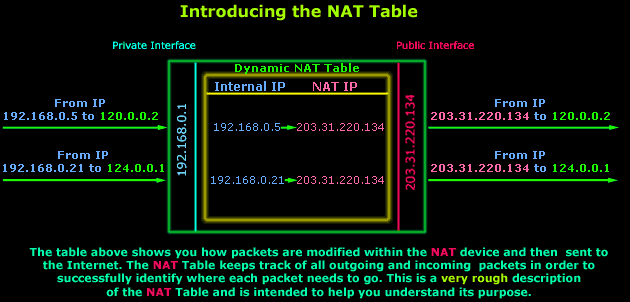 Introducing the NAT Table
Private Interface
Public Interface
Dynamic NAT Table
Internal IP NAT IP
From IP
192.168.0.5 to 120.0.0.2
From IP
192.168.0.21 to 124.0.0.1
192.168.0.1
192.168.0.5 203.31.220.134
192.168.0.21 203.31.220.134
203.31.220.134
From IP
203.31.220.134 to 120.0.0.2
From IP
203.31.220.134 to 124.0.0.1
The table above shows you how packets are modified within the NAT device and then sent to
the Internet. The NAT Table keeps track of all outgoing and incoming packets in order to
successfully identify where each packet needs to go. This is a very rough description
of the NAT Table and is intended to help you understand its purpose.